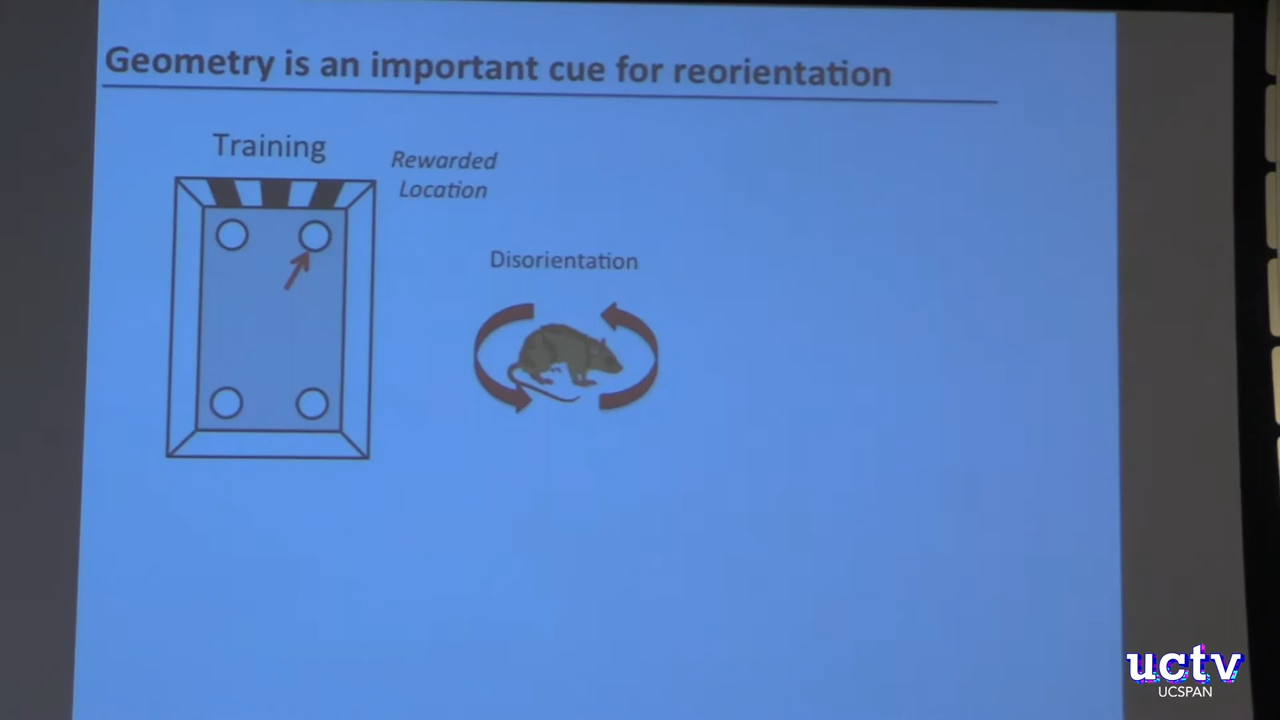 Geometry is an important cue for reorientation
Training
Rewarded
Location
Disorientation
uctv
UCSPAN